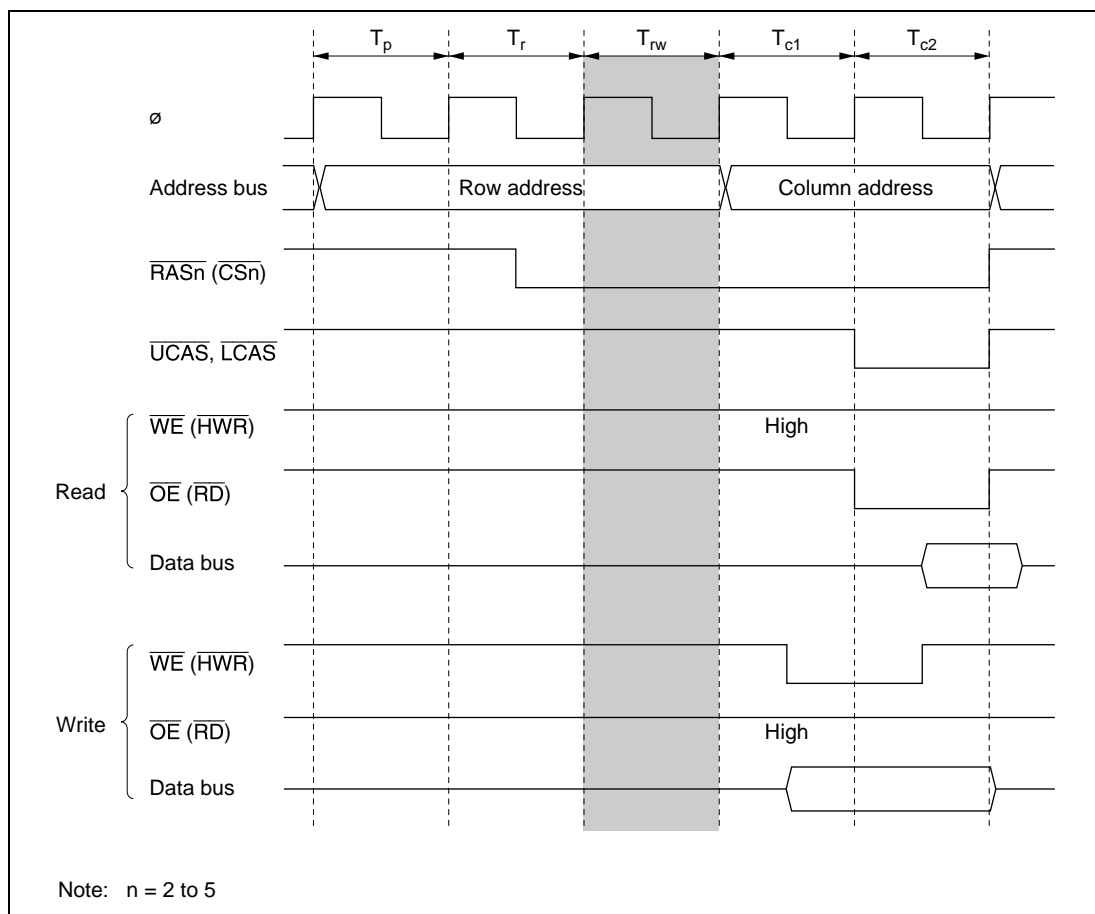 Tp Tr Trw Tc1 Tc2
ø
Address bus Row address Column address
RASn (CSn)
UCAS, LCAS
WE (HWR) High
Read OE (RD)
Data bus
WE (HWR)
Write OE (RD) High
Data bus
Note: n = 2 to 5